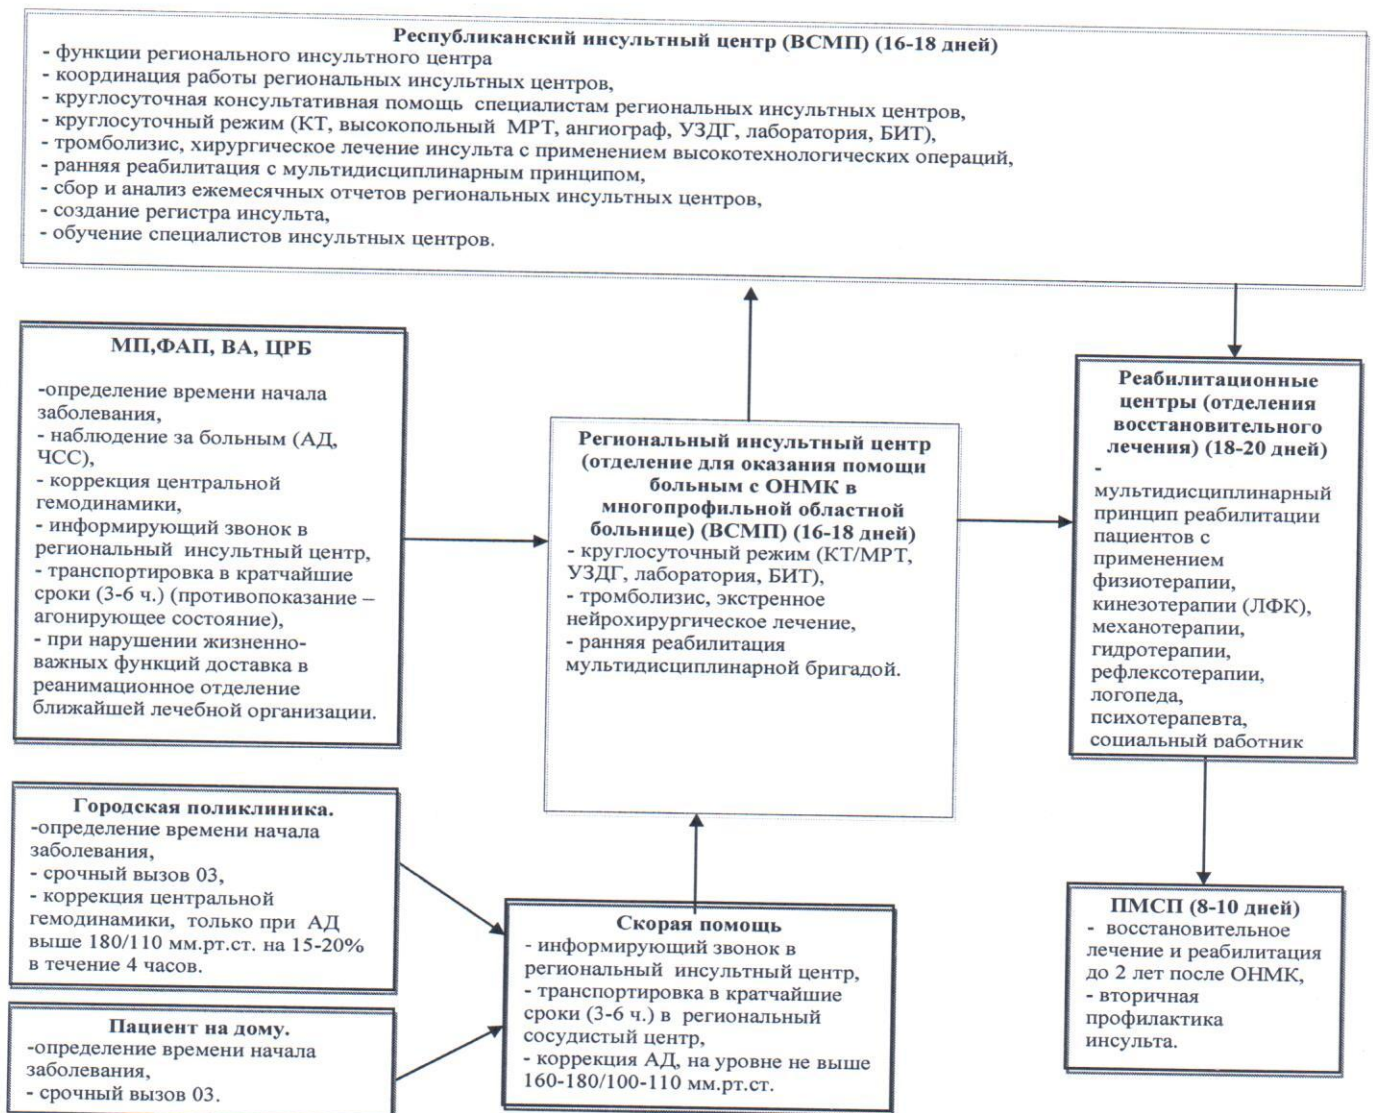 Республиканский инсультный центр (ВСМП) (16-18 дней)
- функции регионального инсультного центра
- координация работы региональных инсультных центров,
- круглосуточная консультативная помощь специалистам региональных инсультных центров,
- круглосуточный режим (КТ, высокопольный МРТ, ангиограф, УЗДГ, лаборатория, БИТ),
- тромболизис, хирургическое лечение инсульта с применением высокотехнологических операций,
- ранняя реабилитация с мультидисциплинарным принципом,
- сбор и анализ ежемесячных отчетов региональных инсультных центров,
- создание регистра инсульта,
- обучение специалистов инсультных центров.
МП,ФАП, ВА, ЦРБ
-определение времени начала
заболевания,
- наблюдение за больным (АД,
ЧСС),
- коррекция центральной
гемодинамики,
- информирующий звонок в
региональный инсультный центр,
- транспортировка в кратчайшие
сроки (3-6 ч.) (противопоказание –
агонирующее состояние),
- при нарушении жизненно-
важных функций доставка в
реанимационное отделение
ближайшей лечебной организации.
Региональный инсультный центр
(отделение для оказания помощи
больным с ОНМК в
многопрофильной областной
больнице) (ВСМП) (16-18 дней)
- круглосуточный режим (КТ/МРТ,
УЗДГ, лаборатория, БИТ),
- тромболизис, экстренное
нейрохирургическое лечение,
- ранняя реабилитация
мультидисциплинарной бригадой.
Реабилитационные
центры (отделения
восстановительного
лечения) (18-20 дней)
-
мультидисциплинарный
принцип реабилитации
пациентов с
применением
физиотерапии,
кинезотерапии (ЛФК),
механотерапии,
гидротерапии,
рефлексотерапии,
логопеда,
психотерапевта,
социальный работник
Городская поликлиника.
-определение времени начала
заболевания,
- срочный вызов 03,
- коррекция центральной
гемодинамики, только при АД
выше 180/110 мм.рт.ст. на 15-20%
в течение 4 часов.
Пациент на дому.
-определение времени начала
заболевания,
- срочный вызов 03.
Скорая помощь
- информирующий звонок в
региональный инсультный центр,
- транспортировка в кратчайшие
сроки (3-6 ч.) в региональный
сосудистый центр,
- коррекция АД, на уровне не выше
160-180/100-110 мм.рт.ст.
ПМСП (8-10 дней)
- восстановительное
лечение и реабилитация
до 2 лет после ОНМК,
- вторичная
профилактика
инсульта.